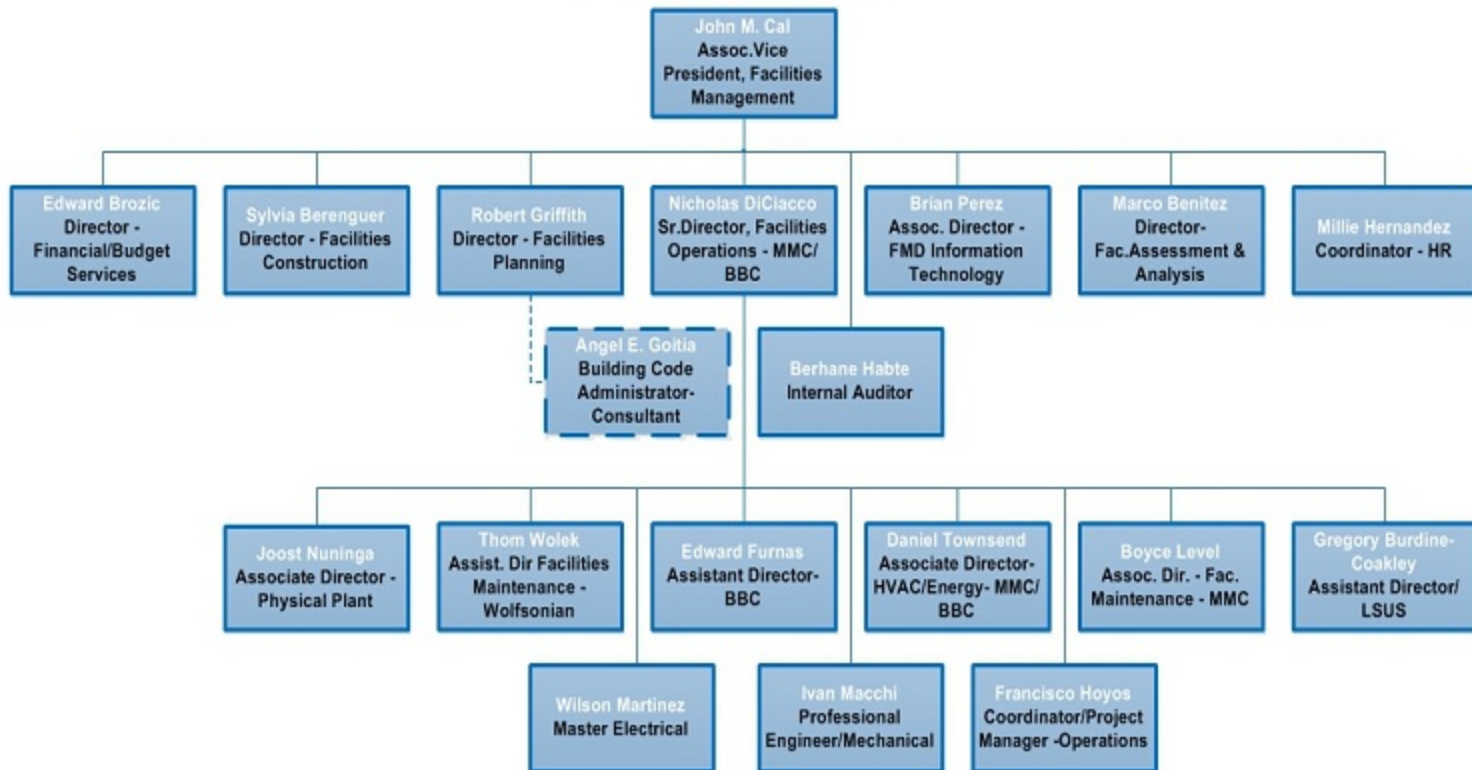 John M. Cal
Assoc.Vice
President, Facilities
Management
Edward Brozic
Director -
Financial/Budget
Services
Sylvia Berenguer
Director - Facilities
Construction
Robert Griffith
Director - Facilities
Planning
Nicholas DiCiacco
Sr.Director, Facilities
Operations - MMC/
BBC
Brian Perez
Assoc. Director -
FMD Information
Technology
Marco Benitez
Director-
Fac.Assessment &
Analysis
Millie Hernandez
Coordinator - HR
Angel E. Goitia
Building Code
Administrator-
Consultant
Berhane Habte
Internal Auditor
Joost Nuninga
Associate Director -
Physical Plant
Thom Wolek
Assist. Dir Facilities
Maintenance -
Wolfsonian
Edward Furnas
Assistant Director-
BBC
Daniel Townsend
Associate Director-
HVAC/Energy- MMC/
BBC
Boyce Level
Assoc. Dir. - Fac.
Maintenance - MMC
Gregory Burdine-
Coakley
Assistant Director/
LSUS
Wilson Martinez
Master Electrical
Ivan Macchi
Professional
Engineer/Mechanical
Francisco Hoyos
Coordinator/Project
Manager -Operations